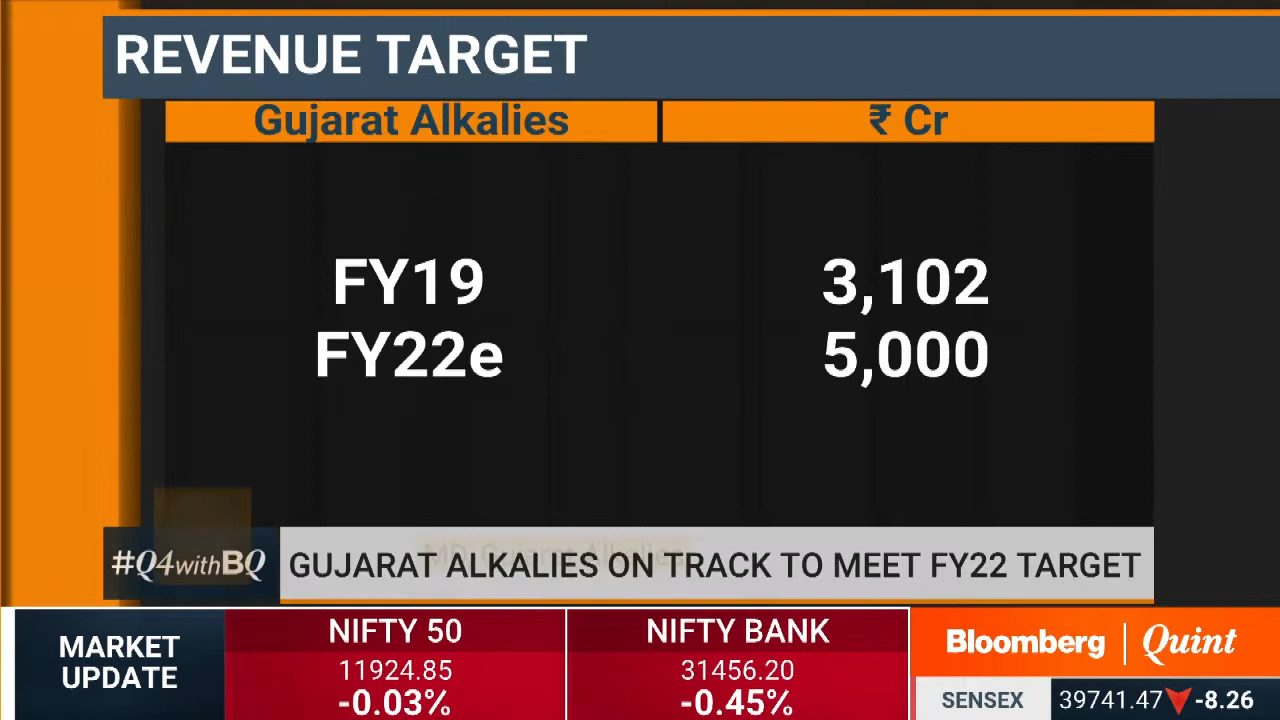 REVENUE TARGET
Gujarat Alkalies ₹ Cr
FY19 3,102
FY22e 5,000
#Q4withBQ GUJARAT ALKALIES ON TRACK TO MEET FY22 TARGET
MARKET UPDATE
NIFTY 50
11924.85
-0.03%
NIFTY BANK
31456.20
-0.45%
Bloomberg | Quint
SENSEX 39741.47 -8.26